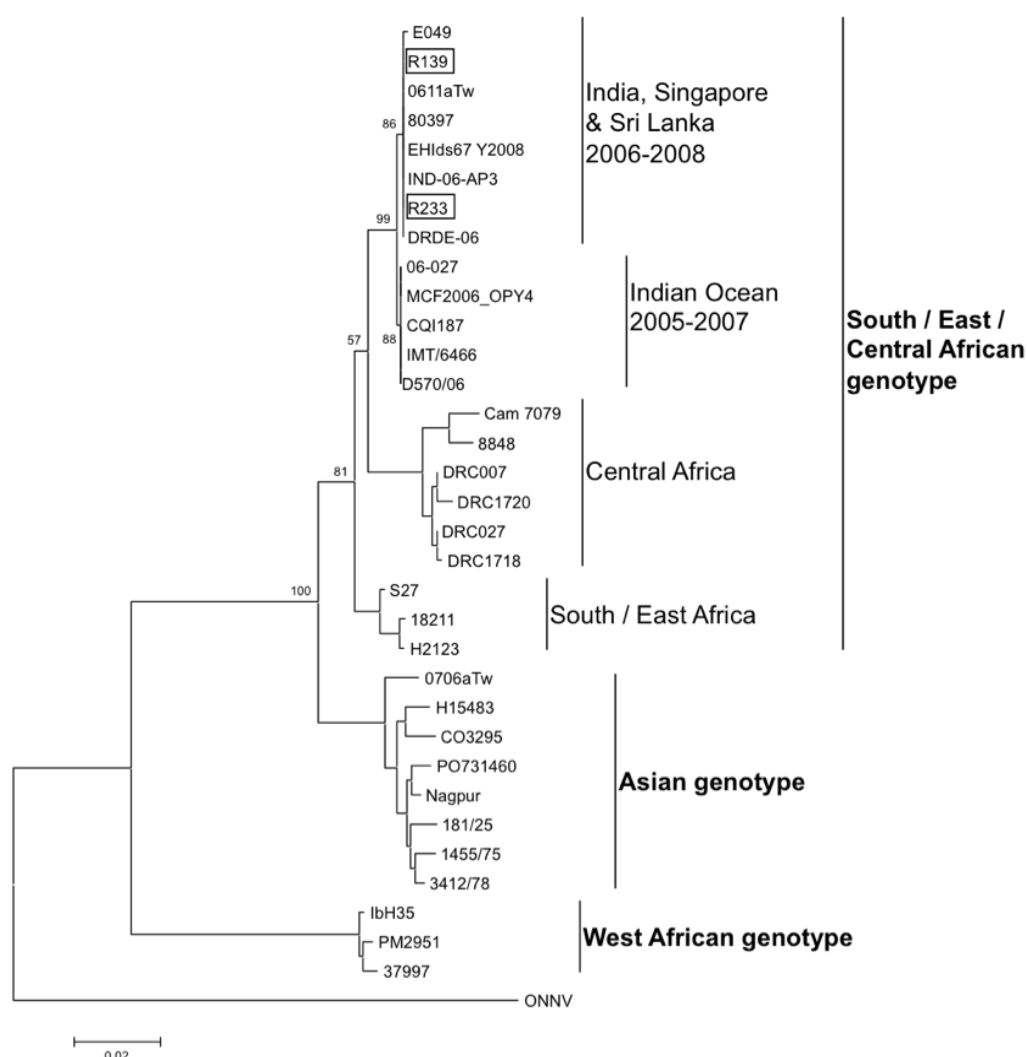 E049
R139
0611aTw
80397
EHIds67 Y2008
IND-06-AP3
R233
DRDE-06
India, Singapore
& Sri Lanka
2006-2008
86
99
06-027
MCF2006_OPY4
CQI187
IMT/6466
D570/06
Indian Ocean
2005-2007
88
57
South / East /
Central African
genotype
Cam 7079
8848
DRC007
DRC1720
DRC027
DRC1718
Central Africa
81
S27
18211
H2123
South / East Africa
100
0706aTw
H15483
CO3295
PO731460
Nagpur
181/25
1455/75
3412/78
Asian genotype
IbH35
PM2951
37997
West African genotype
ONNV
0.02